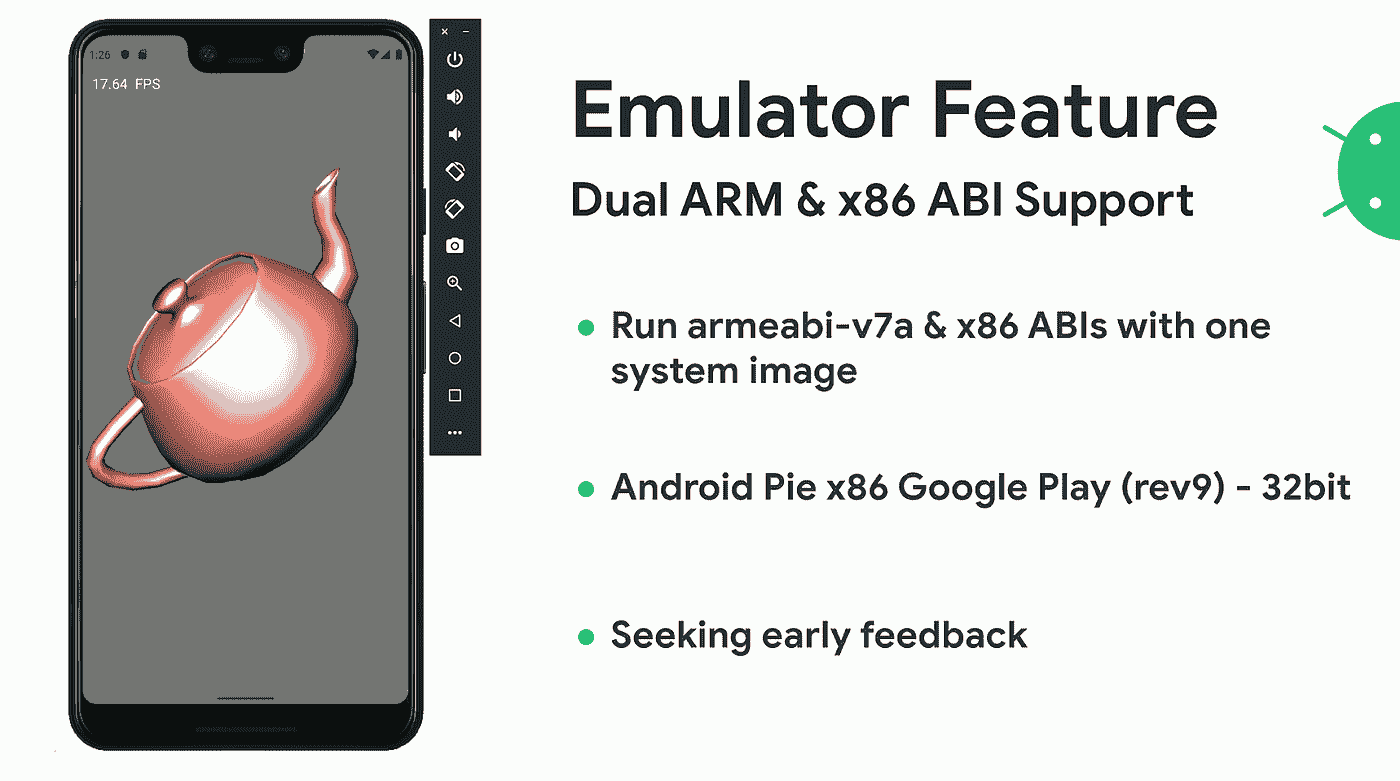 1:26
17.64 FPS
Emulator Feature
Dual ARM & x86 ABI Support
Run armeabi-v7a & x86 ABIs with one
system image
Android Pie x86 Google Play (rev9) - 32bit
Seeking early feedback